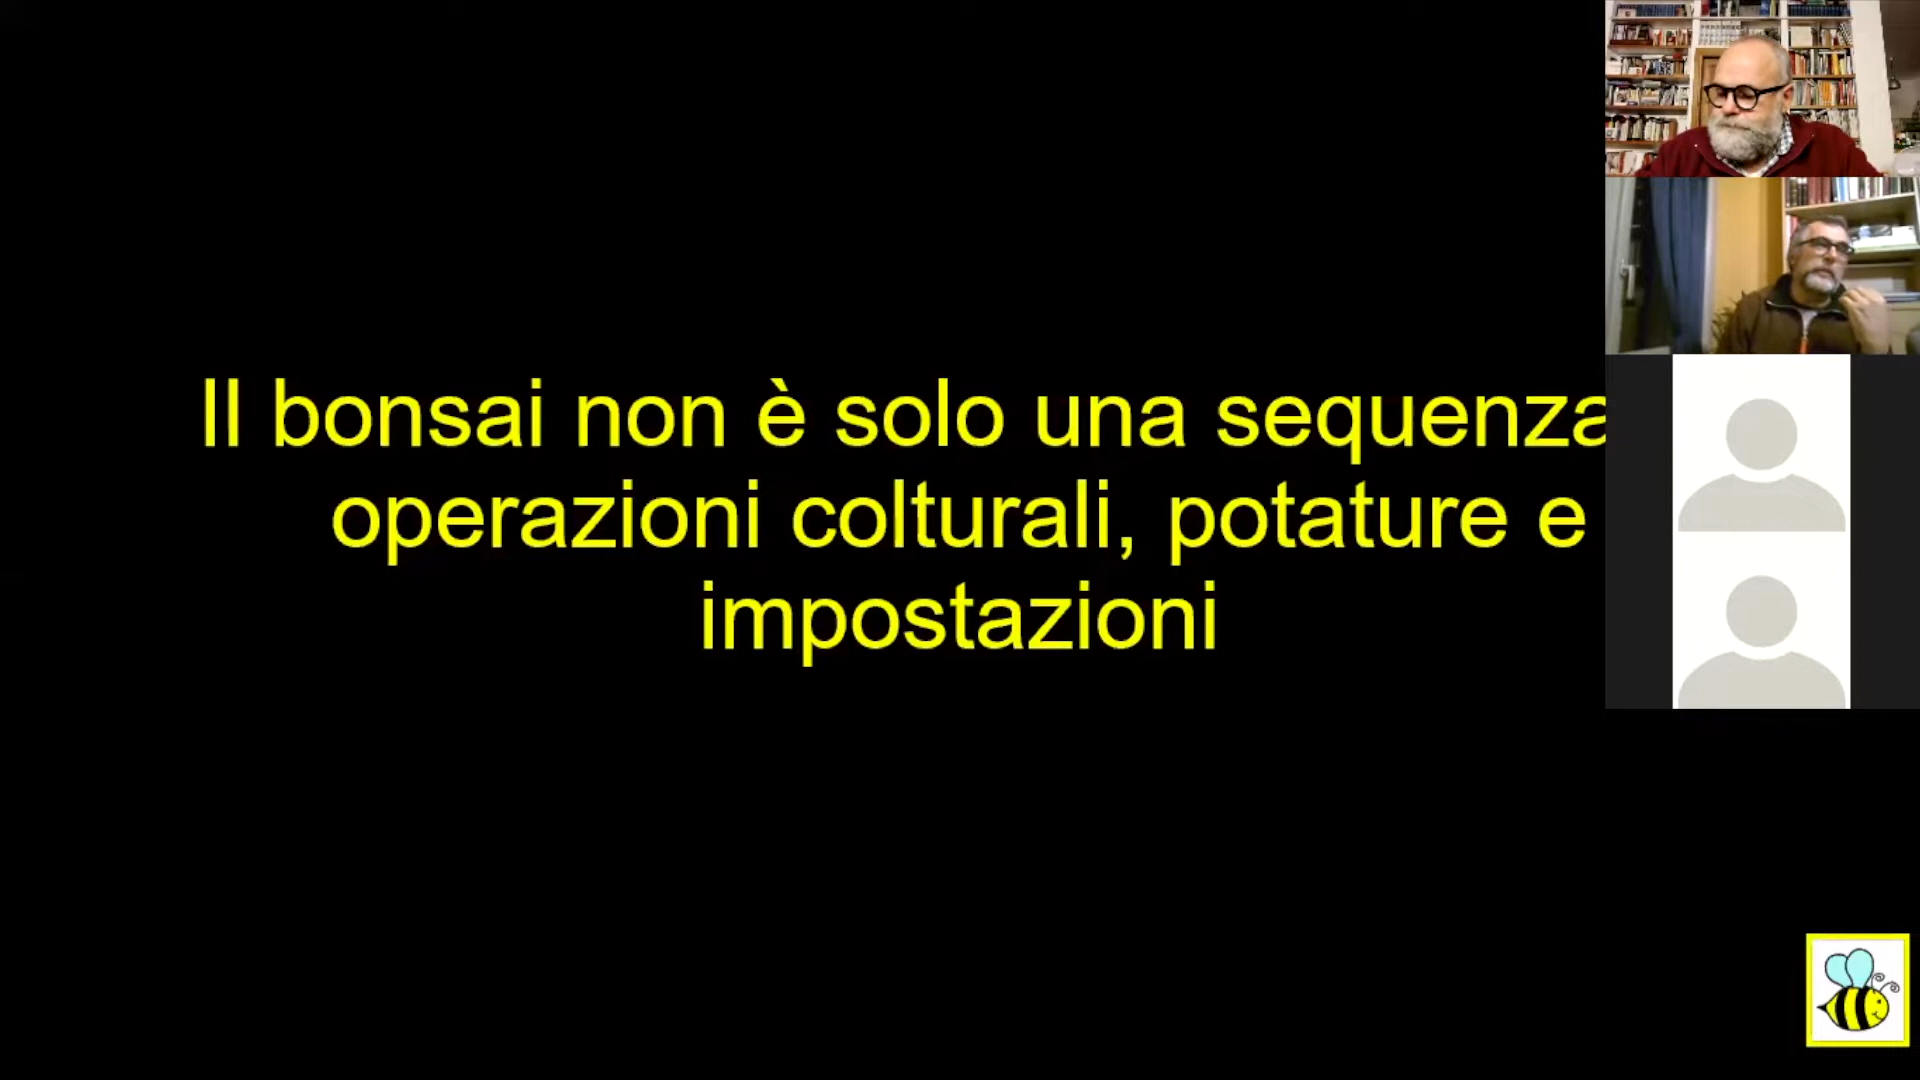 Il bonsai non è solo una sequenza
operazioni colturali, potature e
impostazioni